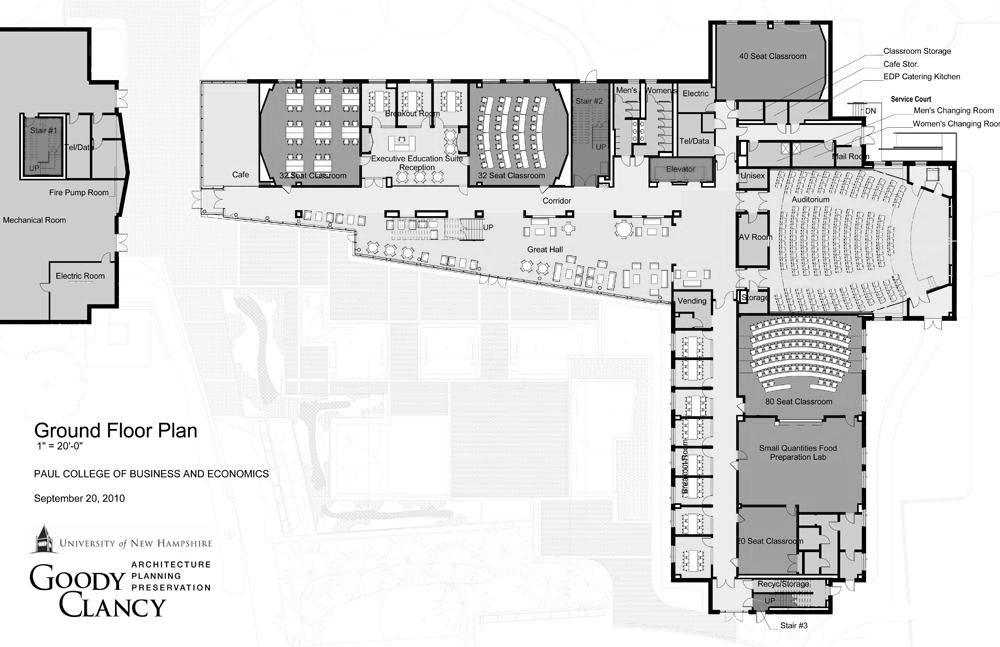 40 Seat Classroom
Classroom Storage
Cafe Stor.
EDP Catering Kitchen
Service Court
Men's Changing Room
Women's Changing Room
DN
Mail Room
Electric
Tel/Data
Men's
Women's
Stair #2
UP
Elevator
Unisex
Auditorium
AV Room
Storage
Breakout Room
Executive Education Suite
Reception
32 Seat Classroom
32 Seat Classroom
Cafe
Corridor
UP
Great Hall
Vending
80 Seat Classroom
Small Quantities Food
Preparation Lab
Breakout Room
20 Seat Classroom
Recyc/Storage
UP
Stair #3
Stair #1
Tel/Data
UP
Fire Pump Room
Mechanical Room
Electric Room
Ground Floor Plan
1" = 20'-0"
PAUL COLLEGE OF BUSINESS AND ECONOMICS
September 20, 2010
UNIVERSITY of NEW HAMPSHIRE
GOODY
CLANCY
ARCHITECTURE
PLANNING
PRESERVATION